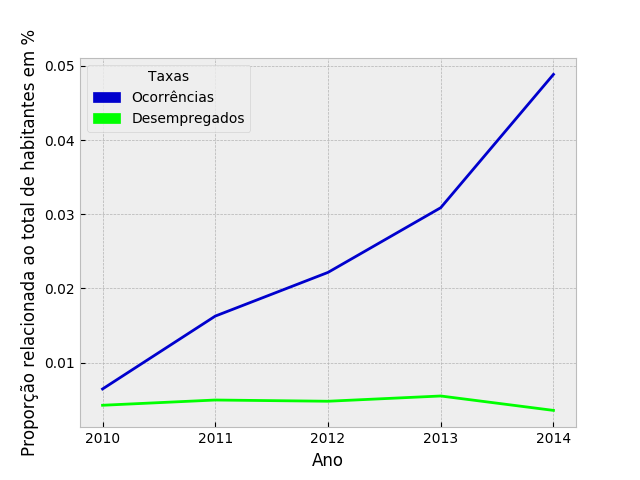 Proporção relacionada ao total de habitantes em %
0.05
0.04
0.03
0.02
0.01
Taxas
Ocorrências
Desempregados
2010 2011 2012 2013 2014
Ano